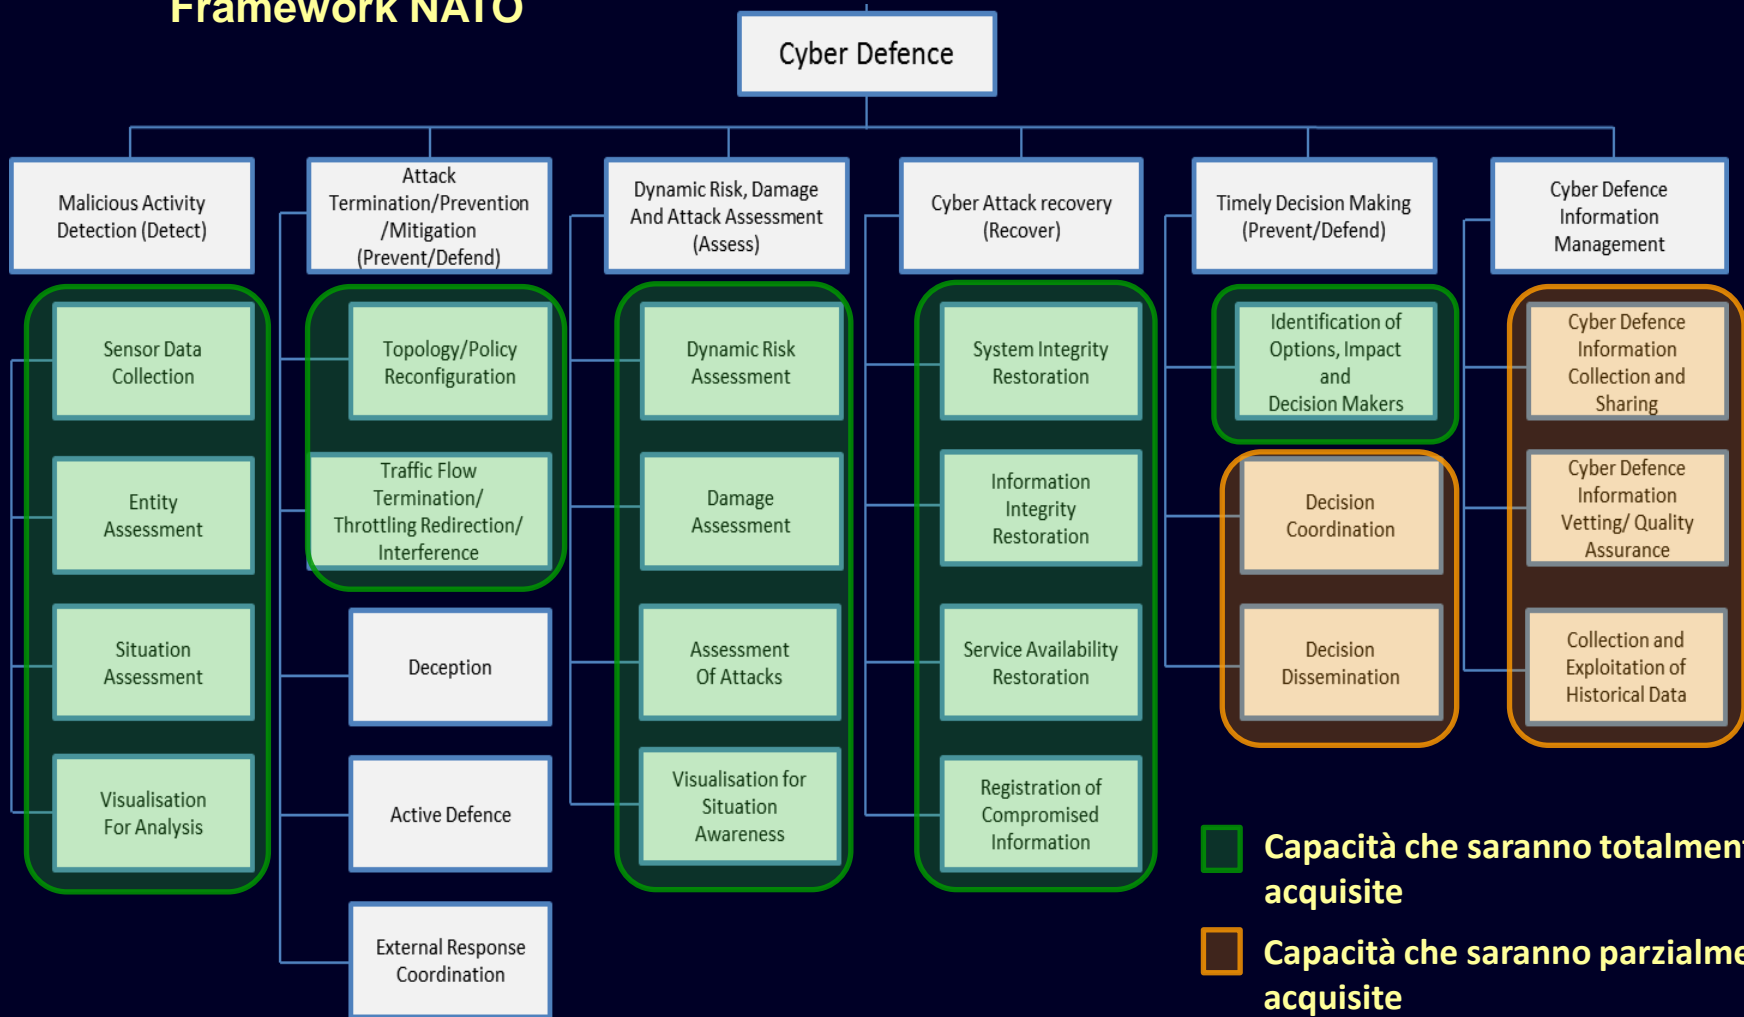 Framework NATO
Cyber Defence
Malicious Activity
Detection (Detect)
Attack
Termination/Prevention
/Mitigation
(Prevent/Defend)
Dynamic Risk, Damage
And Attack Assessment
(Assess)
Cyber Attack recovery
(Recover)
Timely Decision Making
(Prevent/Defend)
Cyber Defence
Information
Management
Sensor Data
Collection
Entity
Assessment
Situation
Assessment
Visualisation
For Analysis
Topology/Policy
Reconfiguration
Traffic Flow
Termination/
Throttling Redirection/
Interference
Deception
Active Defence
External Response
Coordination
Dynamic Risk
Assessment
Damage
Assessment
Assessment
Of Attacks
Visualisation for
Situation
Awareness
System Integrity
Restoration
Information
Integrity
Restoration
Service Availability
Restoration
Registration of
Compromised
Information
Identification of
Options, Impact
and
Decision Makers
Decision
Coordination
Decision
Dissemination
Cyber Defence
Information
Collection and
Sharing
Cyber Defence
Information
Vetting/ Quality
Assurance
Collection and
Exploitation of
Historical Data
Capacità che saranno totalment
acquisite
Capacità che saranno parzialme
acquisite